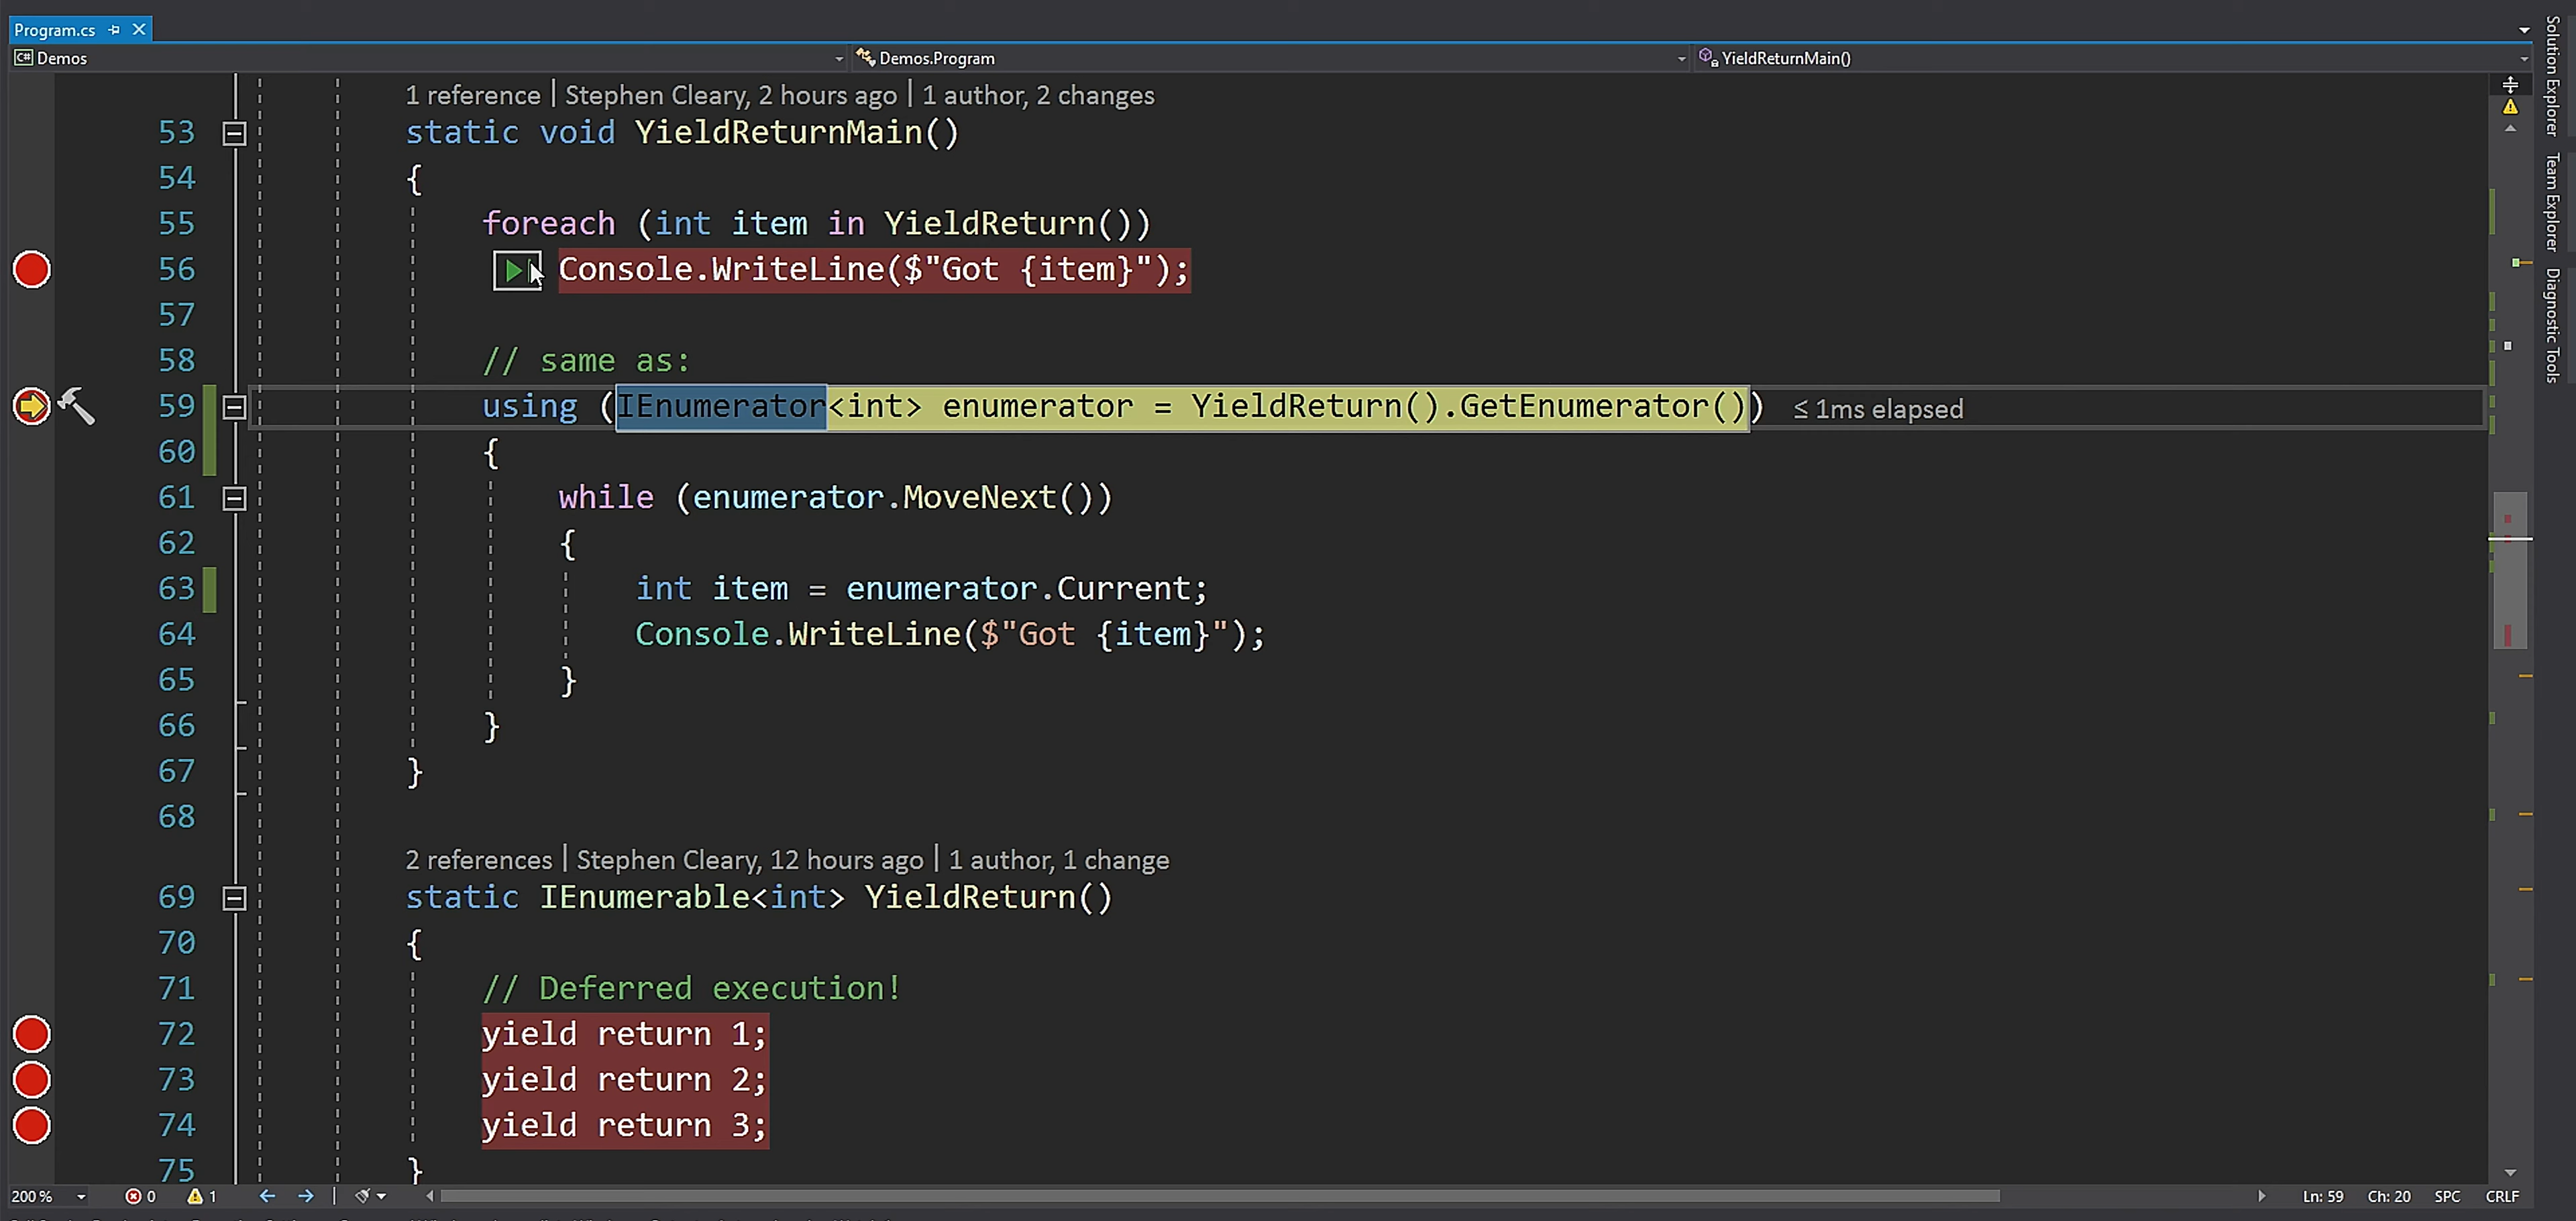 Program.cs
C# Demos
Demos.Program
YieldReturnMain()
1 reference | Stephen Cleary, 2 hours ago | 1 author, 2 changes
53 static void YieldReturnMain()
54 {
55 foreach (int item in YieldReturn())
56 Console.WriteLine($"Got {item}");
57
58 // same as:
59 using (IEnumerator<int> enumerator = YieldReturn().GetEnumerator()) ≤ 1ms elapsed
60 {
61 while (enumerator.MoveNext())
62 {
63 int item = enumerator.Current;
64 Console.WriteLine($"Got {item}");
65 }
66 }
67 }
68
2 references | Stephen Cleary, 12 hours ago | 1 author, 1 change
69 static IEnumerable<int> YieldReturn()
70 {
71 // Deferred execution!
72 yield return 1;
73 yield return 2;
74 yield return 3;
75 }
200 % 0 1 Ln: 59 Ch: 20 SPC CRLF
Solution Explorer
Team Explorer
Diagnostic Tools